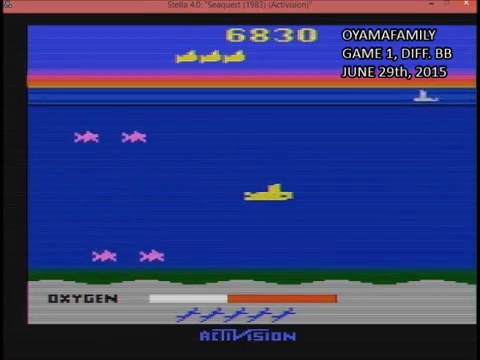 Stella 4.0: "Seaquest (1983) (Activision)"
6830
OYAMAFAMILY
GAME 1, DIFF. BB
JUNE 29th, 2015
OXYGEN
ACTIVISION